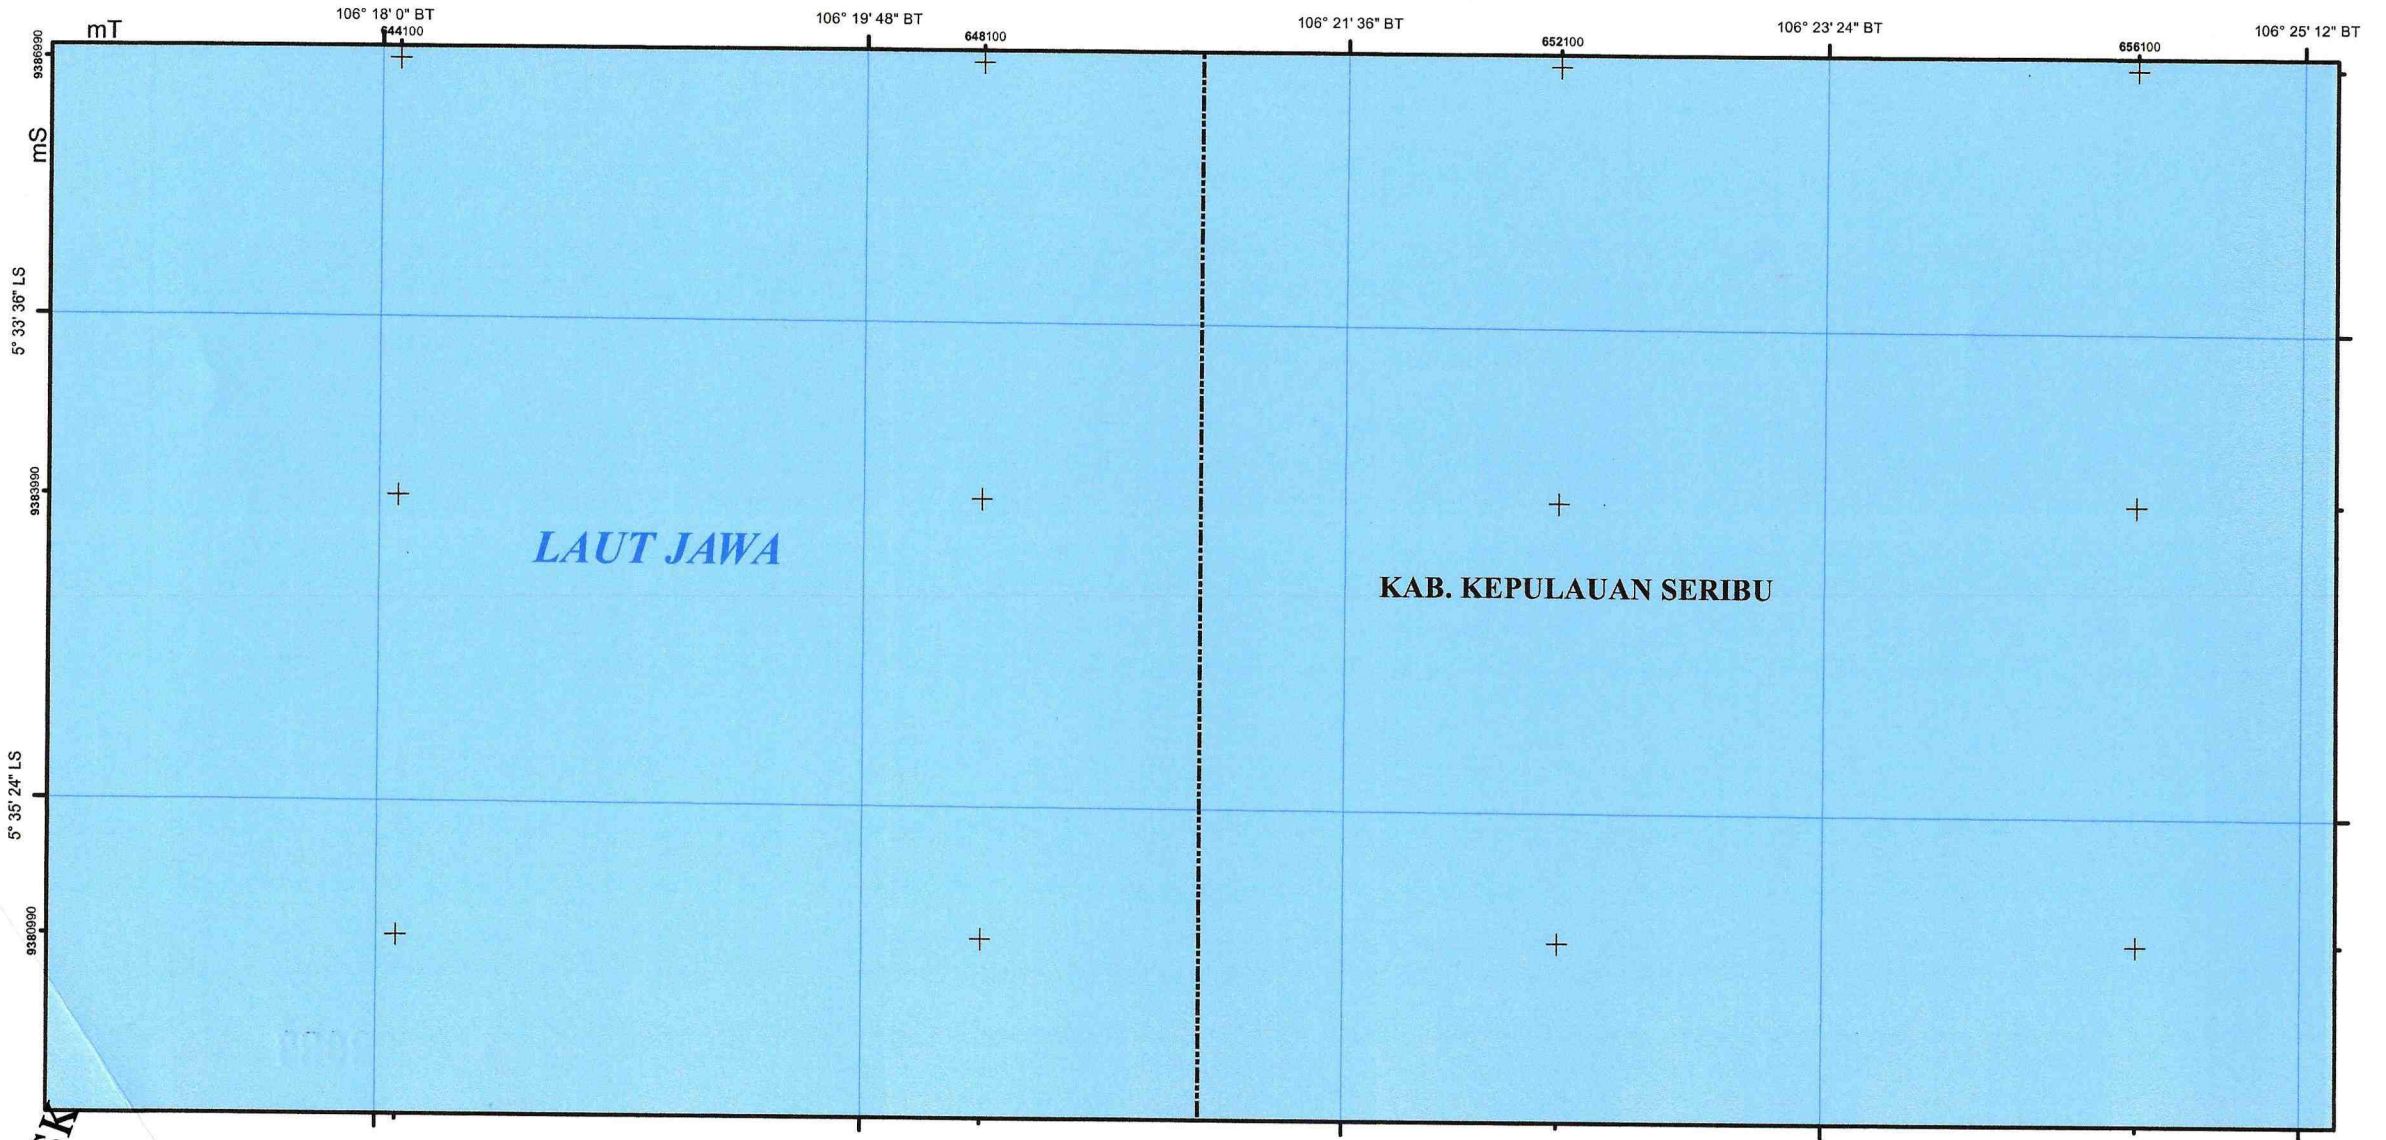 106° 18' 0" BT
106° 19' 48" BT
106° 21' 36" BT
106° 23' 24" BT
106° 25' 12" BT
mT
644100
648100
652100
656100
9386990
mS
5° 33' 36" LS
9383990
LAUT JAWA
KAB. KEPULAUAN SERIBU
5° 35' 24" LS
9380990